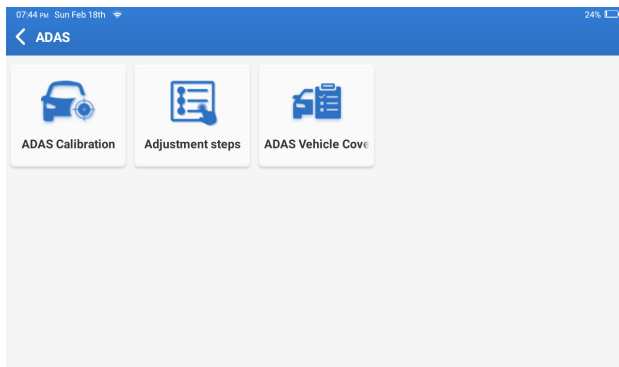 07:44 PM Sun Feb 18th 24%
ADAS
ADAS Calibration Adjustment steps ADAS Vehicle Cove